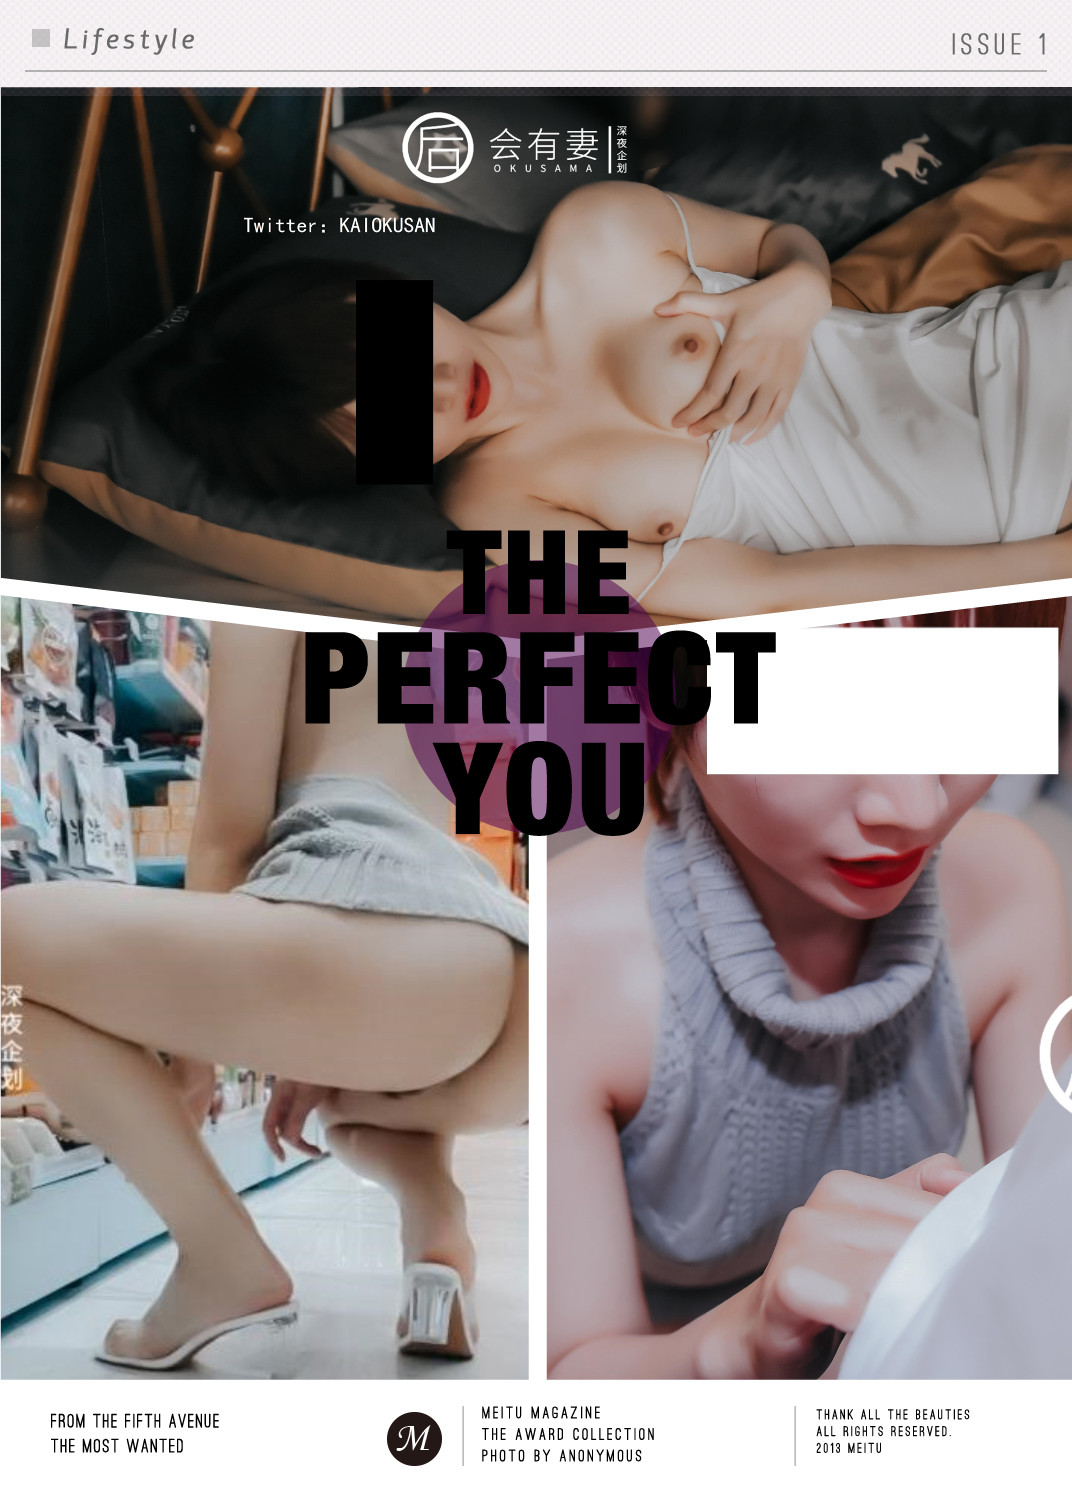 Lifestyle
ISSUE 1
后 会有妻 深夜企划
OKUSAMA
Twitter: KAIOKUSAN
THE
PERFECT
YOU
深夜企划
FROM THE FIFTH AVENUE
THE MOST WANTED
M
MEITU MAGAZINE
THE AWARD COLLECTION
PHOTO BY ANONYMOUS
THANK ALL THE BEAUTIES
ALL RIGHTS RESERVED.
2013 MEITU